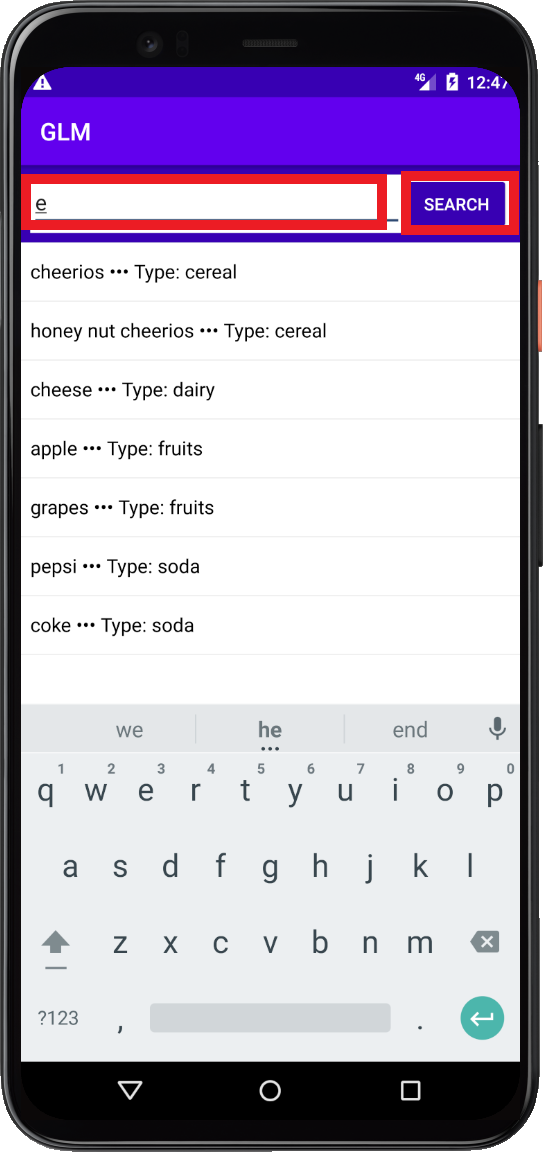 4G 12:47
GLM
e SEARCH
cheerios ••• Type: cereal
honey nut cheerios ••• Type: cereal
cheese ••• Type: dairy
apple ••• Type: fruits
grapes ••• Type: fruits
pepsi ••• Type: soda
coke ••• Type: soda
we he end
1 2 3 4 5 6 7 8 9 0
q w e r t y u i o p
a s d f g h j k l
z x c v b n m
?123 , .